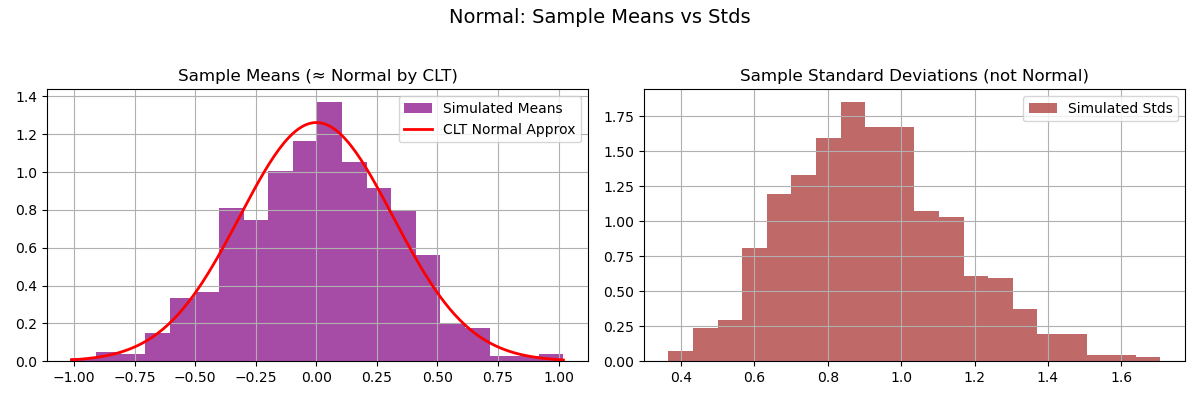 Normal: Sample Means vs Stds
Sample Means (≈ Normal by CLT)
Simulated Means
CLT Normal Approx
1.4
1.2
1.0
0.8
0.6
0.4
0.2
0.0
−1.00 −0.75 −0.50 −0.25 0.00 0.25 0.50 0.75 1.00
Sample Standard Deviations (not Normal)
Simulated Stds
1.75
1.50
1.25
1.00
0.75
0.50
0.25
0.00
0.4 0.6 0.8 1.0 1.2 1.4 1.6